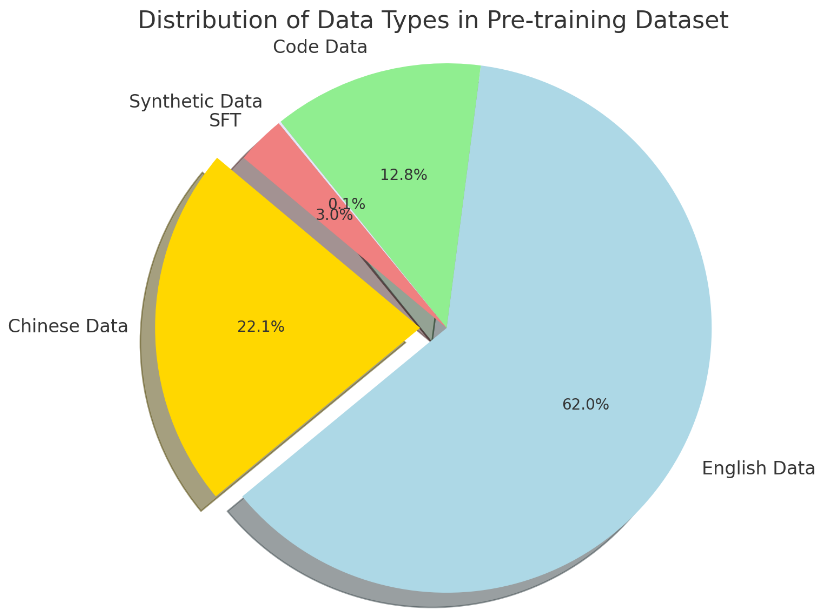 Distribution of Data Types in Pre-training Dataset
Code Data
Synthetic Data
SFT
12.8%
0.1%
3.0%
Chinese Data
22.1%
62.0%
English Data